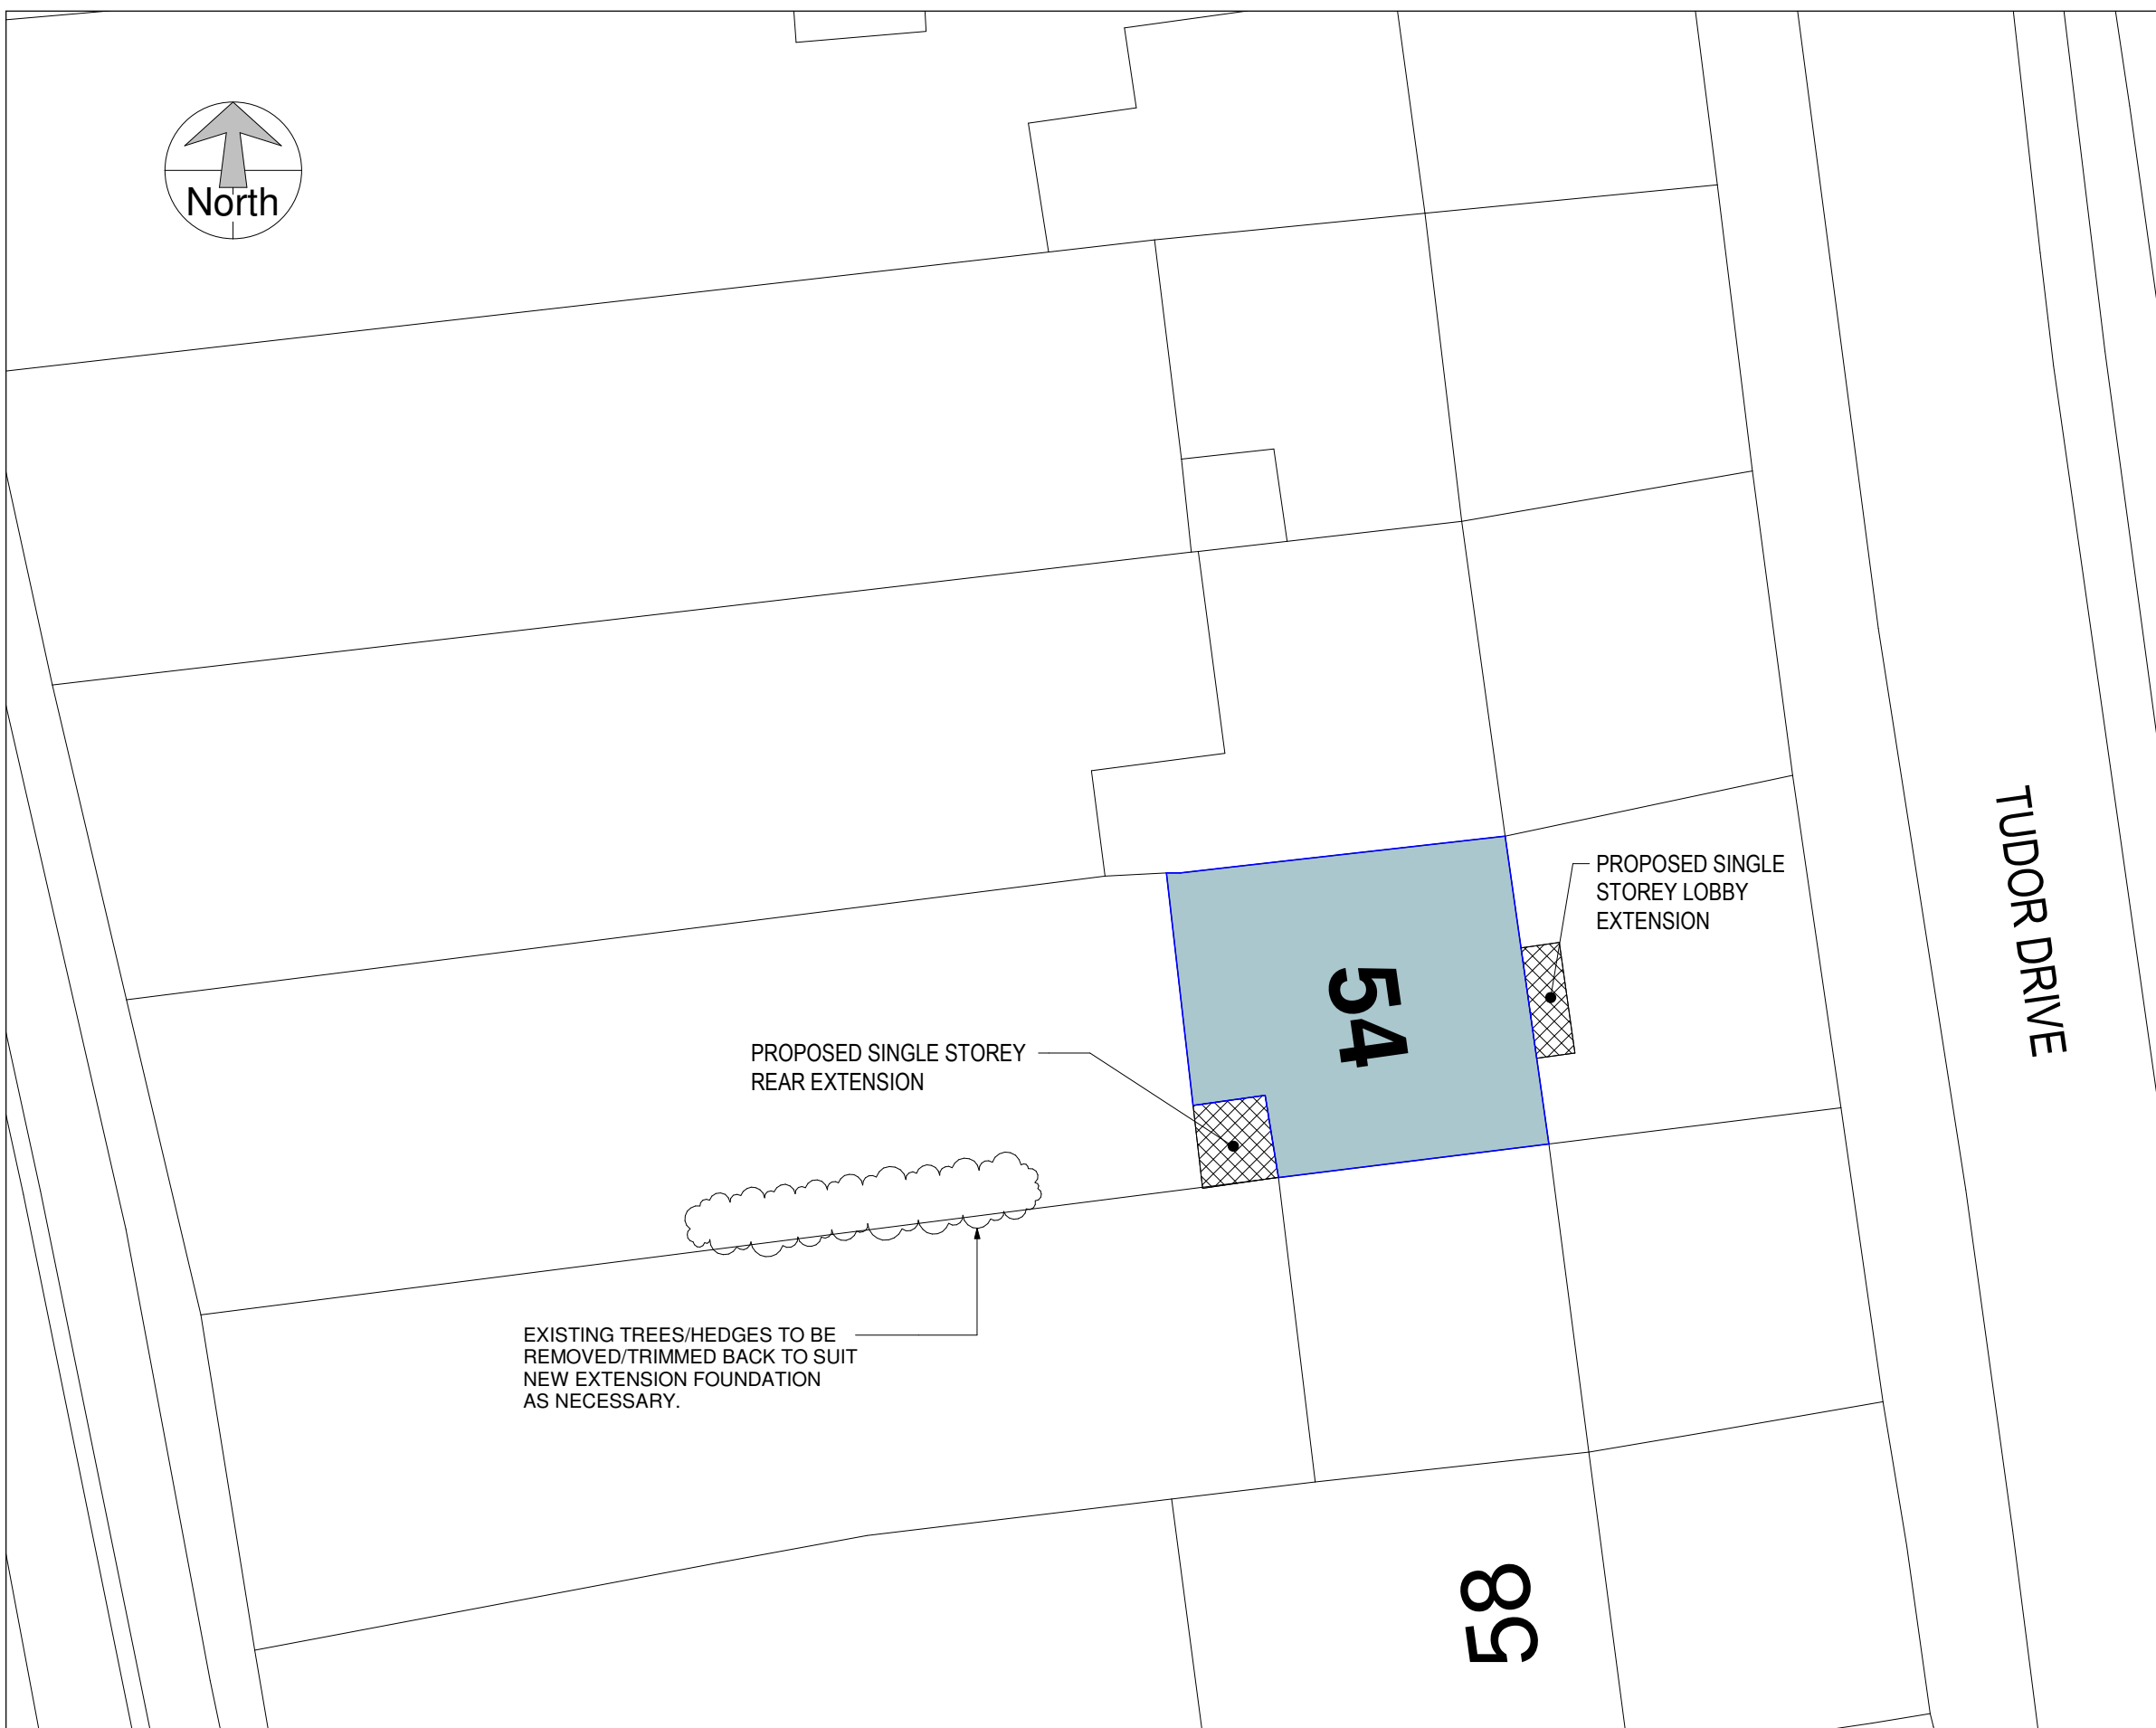 North
PROPOSED SINGLE
STOREY LOBBY
EXTENSION
TUDOR DRIVE
54
PROPOSED SINGLE STOREY
REAR EXTENSION
EXISTING TREES/HEDGES TO BE
REMOVED/TRIMMED BACK TO SUIT
NEW EXTENSION FOUNDATION
AS NECESSARY.
58